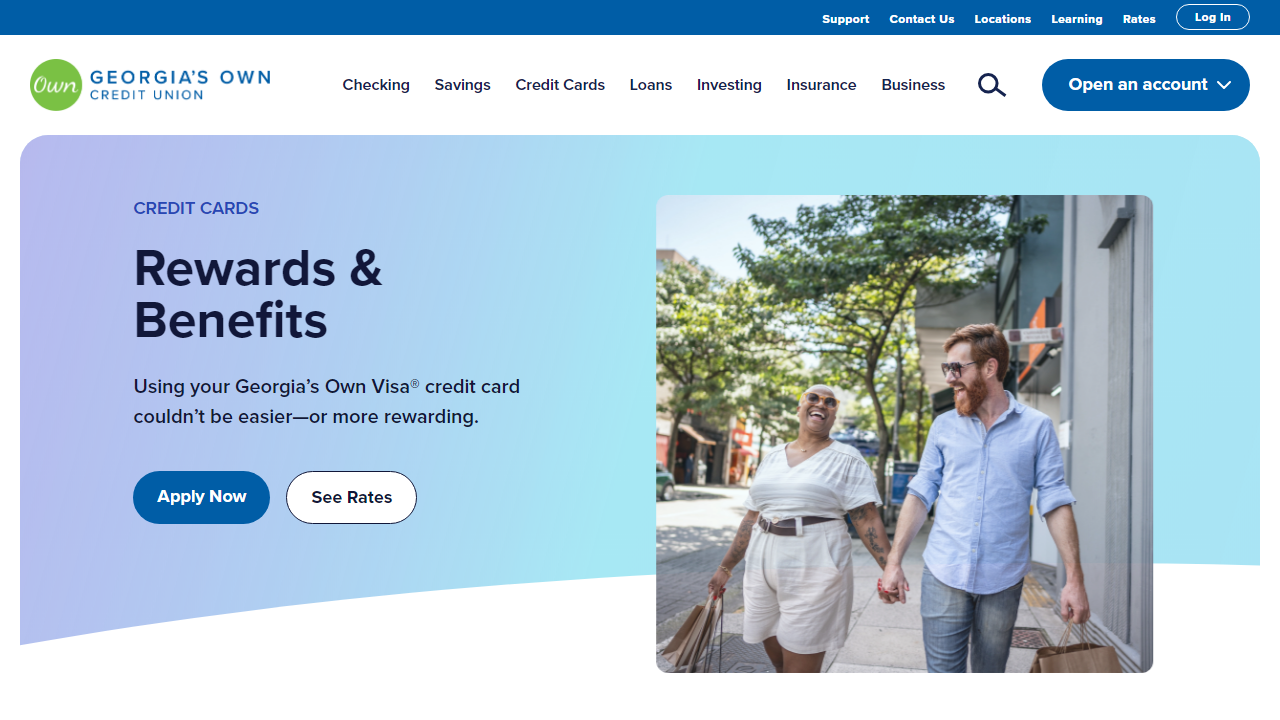 Support Contact Us Locations Learning Rates Log In
Own GEORGIA'S OWN
CREDIT UNION
Checking Savings Credit Cards Loans Investing Insurance Business Open an account
CREDIT CARDS
Rewards &
Benefits
Using your Georgia’s Own Visa® credit card
couldn’t be easier—or more rewarding.
Apply Now See Rates